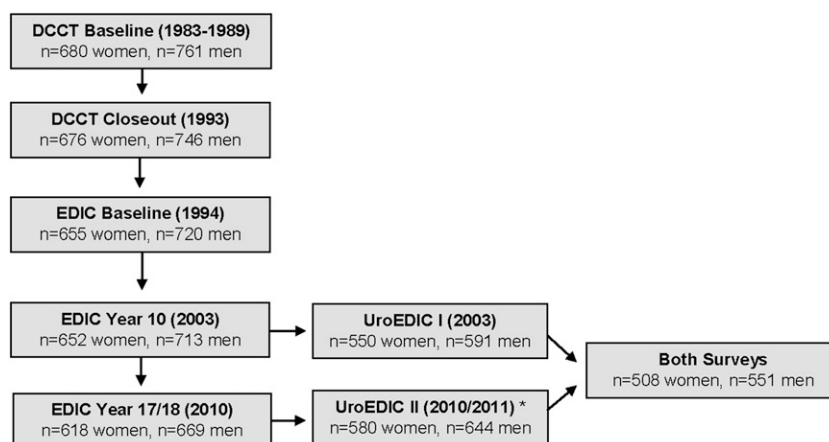 DCCT Baseline (1983-1989)
n=680 women, n=761 men
DCCT Closeout (1993)
n=676 women, n=746 men
EDIC Baseline (1994)
n=655 women, n=720 men
EDIC Year 10 (2003)
n=652 women, n=713 men
UroEDIC I (2003)
n=550 women, n=591 men
Both Surveys
n=508 women, n=551 men
EDIC Year 17/18 (2010)
n=618 women, n=669 men
UroEDIC II (2010/2011) *
n=580 women, n=644 men